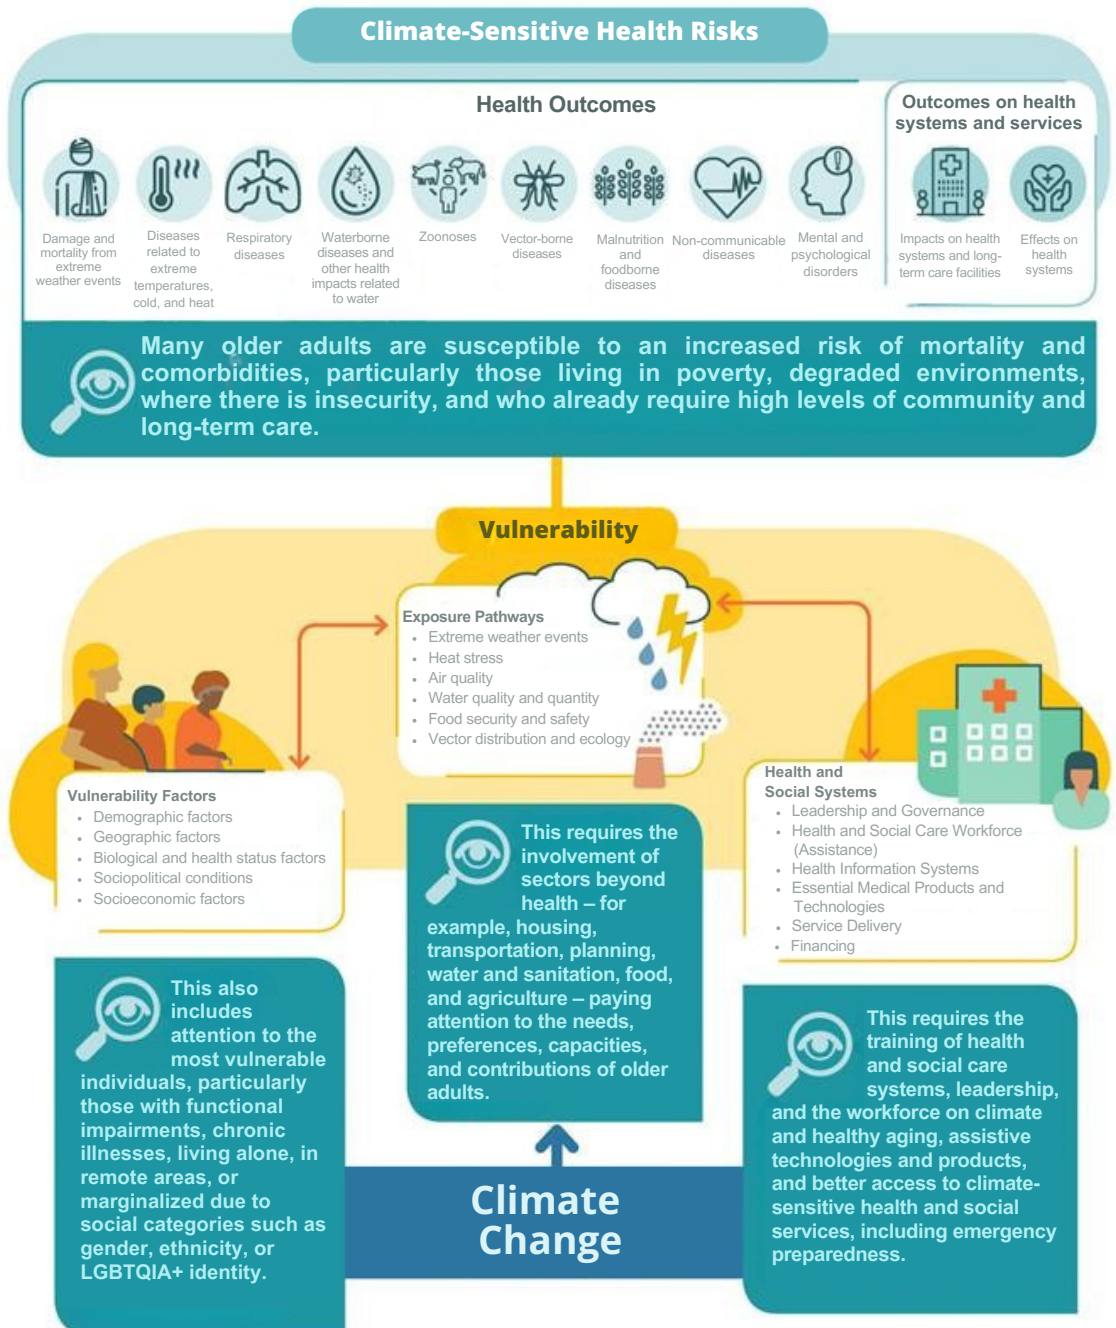 Climate-Sensitive Health Risks
Health Outcomes
Outcomes on health
systems and services
Damage and
mortality from
extreme
weather events
Diseases
related to
extreme
temperatures,
cold, and heat
Respiratory
diseases
Waterborne
diseases and
other health
impacts related
to water
Zoonoses
Vector-borne
diseases
Malnutrition
and
foodborne
diseases
Non-communicable
diseases
Mental and
psychological
disorders
Impacts on health
systems and long-
term care facilities
Effects on
health
systems
Many older adults are susceptible to an increased risk of mortality and
comorbidities, particularly those living in poverty, degraded environments,
where there is insecurity, and who already require high levels of community and
long-term care.
Vulnerability
Exposure Pathways
• Extreme weather events
• Heat stress
• Air quality
• Water quality and quantity
• Food security and safety
• Vector distribution and ecology
Vulnerability Factors
• Demographic factors
• Geographic factors
• Biological and health status factors
• Sociopolitical conditions
• Socioeconomic factors
Health and
Social Systems
• Leadership and Governance
• Health and Social Care Workforce
(Assistance)
• Health Information Systems
• Essential Medical Products and
Technologies
• Service Delivery
• Financing
This also
includes
attention to the
most vulnerable
individuals, particularly
those with functional
impairments, chronic
illnesses, living alone, in
remote areas, or
marginalized due to
social categories such as
gender, ethnicity, or
LGBTQIA+ identity.
This requires the
involvement of
sectors beyond
health – for
example, housing,
transportation, planning,
water and sanitation, food,
and agriculture – paying
attention to the needs,
preferences, capacities,
and contributions of older
adults.
This requires the
training of health
and social care
systems, leadership,
and the workforce on climate
and healthy aging, assistive
technologies and products,
and better access to climate-
sensitive health and social
services, including emergency
preparedness.
Climate
Change